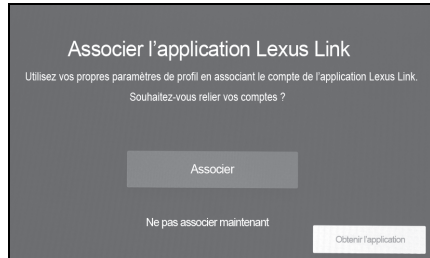 Associer l’application Lexus Link
Utilisez vos propres paramètres de profil en associant le compte de l’application Lexus Link.
Souhaitez-vous relier vos comptes ?
Associer
Ne pas associer maintenant
Obtenir l’application